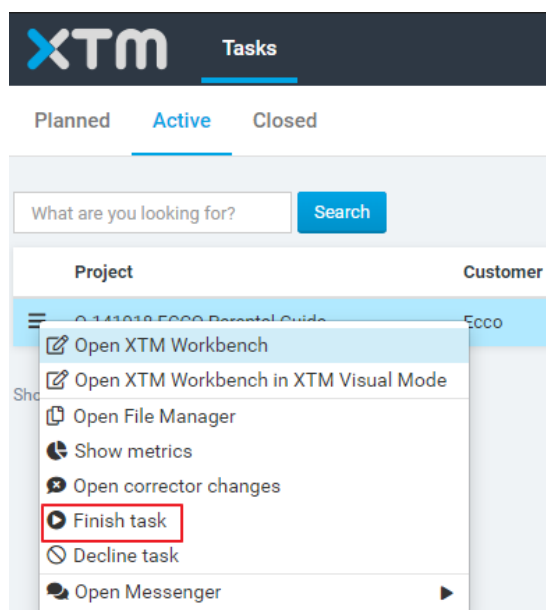 XTM Tasks
Planned Active Closed
What are you looking for? Search
Project Customer
Ecco
Open XTM Workbench
Open XTM Workbench in XTM Visual Mode
Open File Manager
Show metrics
Open corrector changes
Finish task
Decline task
Open Messenger